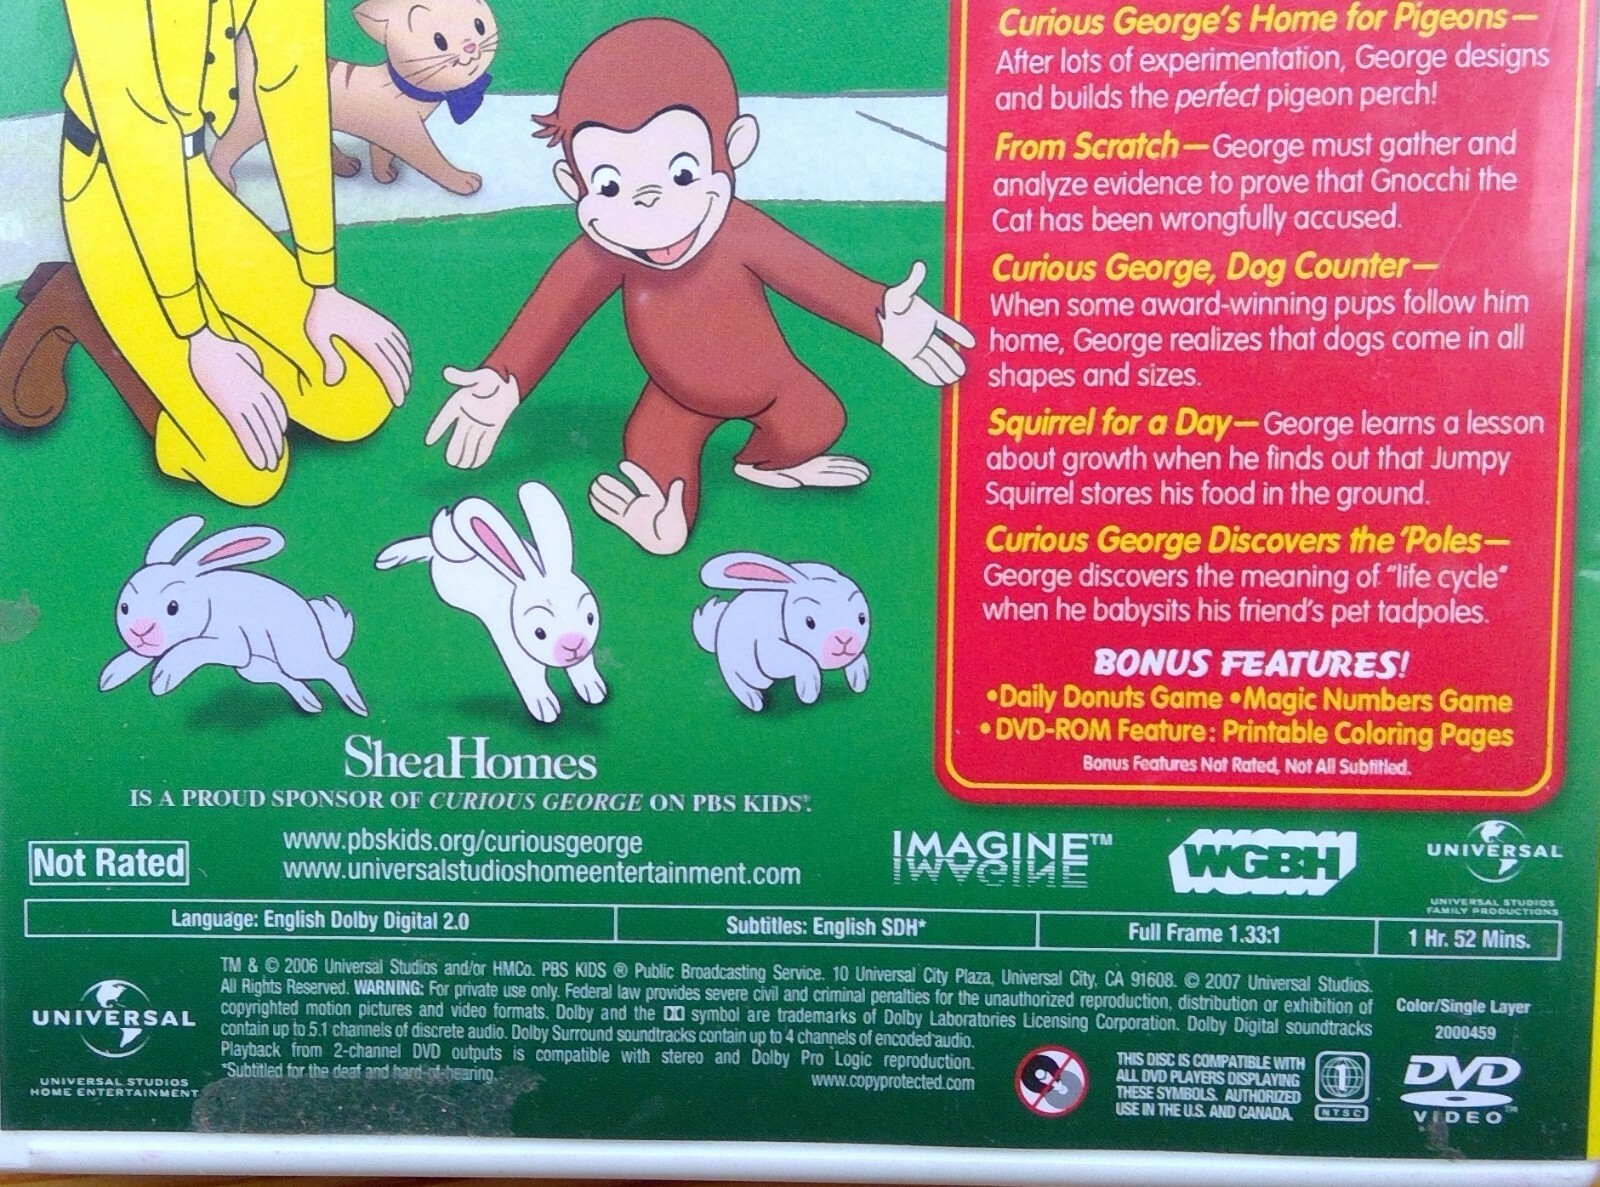 Curious George's Home for Pigeons—
After lots of experimentation, George designs
and builds the perfect pigeon perch!
From Scratch—George must gather and
analyze evidence to prove that Gnocchi the
Cat has been wrongfully accused.
Curious George, Dog Counter—
When some award-winning pups follow him
home, George realizes that dogs come in all
shapes and sizes.
Squirrel for a Day—George learns a lesson
about growth when he finds out that Jumpy
Squirrel stores his food in the ground.
Curious George Discovers the 'Poles—
George discovers the meaning of "life cycle"
when he babysits his friend's pet tadpoles.
BONUS FEATURES!
•Daily Donuts Game •Magic Numbers Game
•DVD-ROM Feature: Printable Coloring Pages
Bonus Features Not Rated, Not All Subtitled.
SheaHomes
IS A PROUD SPONSOR OF CURIOUS GEORGE ON PBS KIDS®.
Not Rated
www.pbskids.org/curiousgeorge
www.universalstudioshomeentertainment.com
IMAGINE™
WGBH
UNIVERSAL
UNIVERSAL STUDIOS
FAMILY PRODUCTIONS
Language: English Dolby Digital 2.0
Subtitles: English SDH*
Full Frame 1.33:1
1 Hr. 52 Mins.
UNIVERSAL
UNIVERSAL STUDIOS
HOME ENTERTAINMENT
TM & © 2006 Universal Studios and/or HMCo. PBS KIDS ® Public Broadcasting Service. 10 Universal City Plaza, Universal City, CA 91608. © 2007 Universal Studios.
All Rights Reserved. WARNING: For private use only. Federal law provides severe civil and criminal penalties for the unauthorized reproduction, distribution or exhibition of
copyrighted motion pictures and video formats. Dolby and the DD symbol are trademarks of Dolby Laboratories Licensing Corporation. Dolby Digital soundtracks
contain up to 5.1 channels of discrete audio. Dolby Surround soundtracks contain up to 4 channels of encoded audio.
Playback from 2-channel DVD outputs is compatible with stereo and Dolby Pro Logic reproduction.
*Subtitled for the deaf and hard-of-hearing.
www.copyprotected.com
THIS DISC IS COMPATIBLE WITH
ALL DVD PLAYERS DISPLAYING
THESE SYMBOLS. AUTHORIZED
USE IN THE U.S. AND CANADA.
1
NTSC
Color/Single Layer
2000459
DVD
VIDEO™